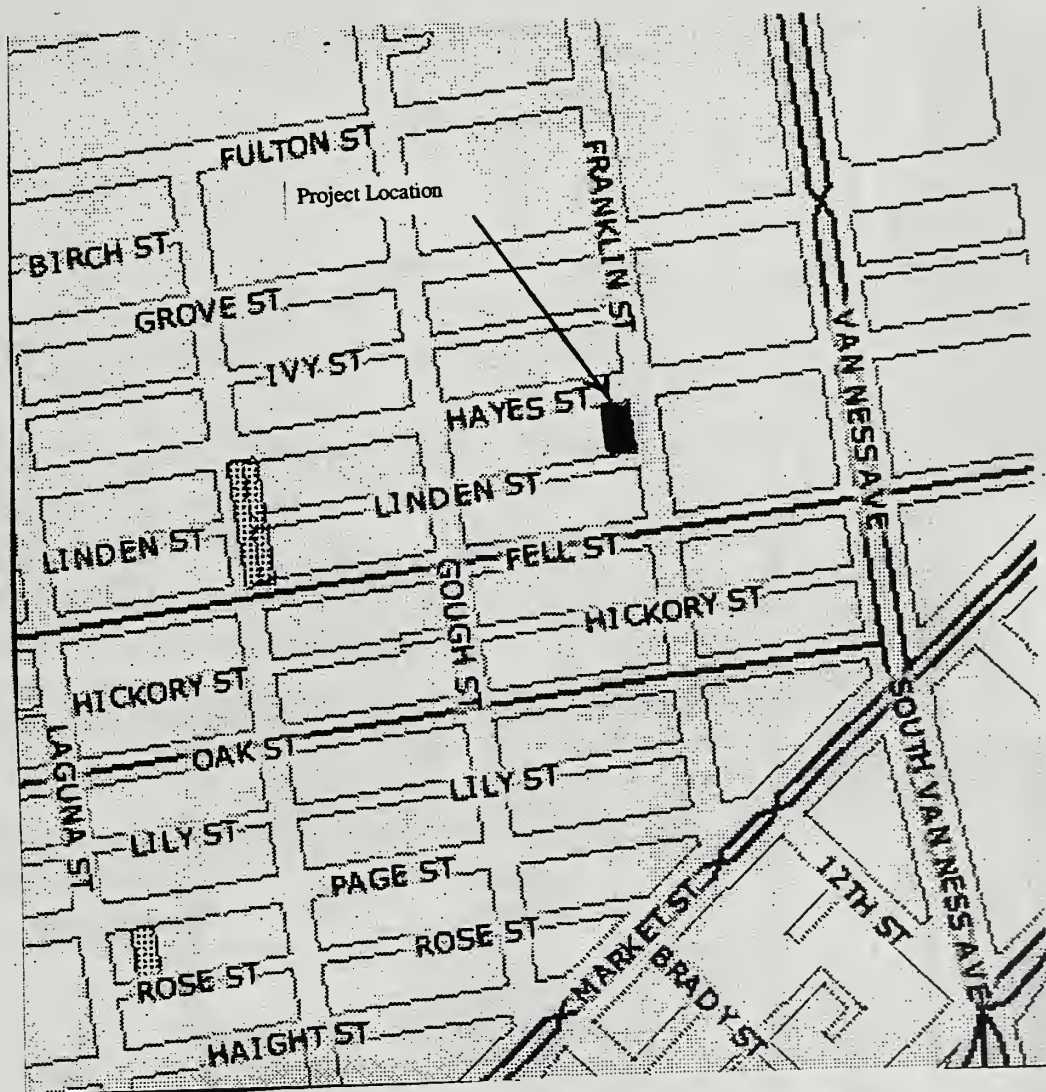 FULTON ST
Project Location
FRANKLIN ST
BIRCH ST
GROVE ST
VAN NESS AVE
IVY ST
HAYES ST
LINDEN ST
LINDEN ST
FELL ST
GOUGH ST
HICKORY ST
HICKORY ST
SOUTH VAN NESS AVE
OAK ST
LAGUNA ST
LILY ST
LILY ST
PAGE ST
12TH ST
MARKET ST
ROSE ST
BRADY ST
ROSE ST
HAIGHT ST